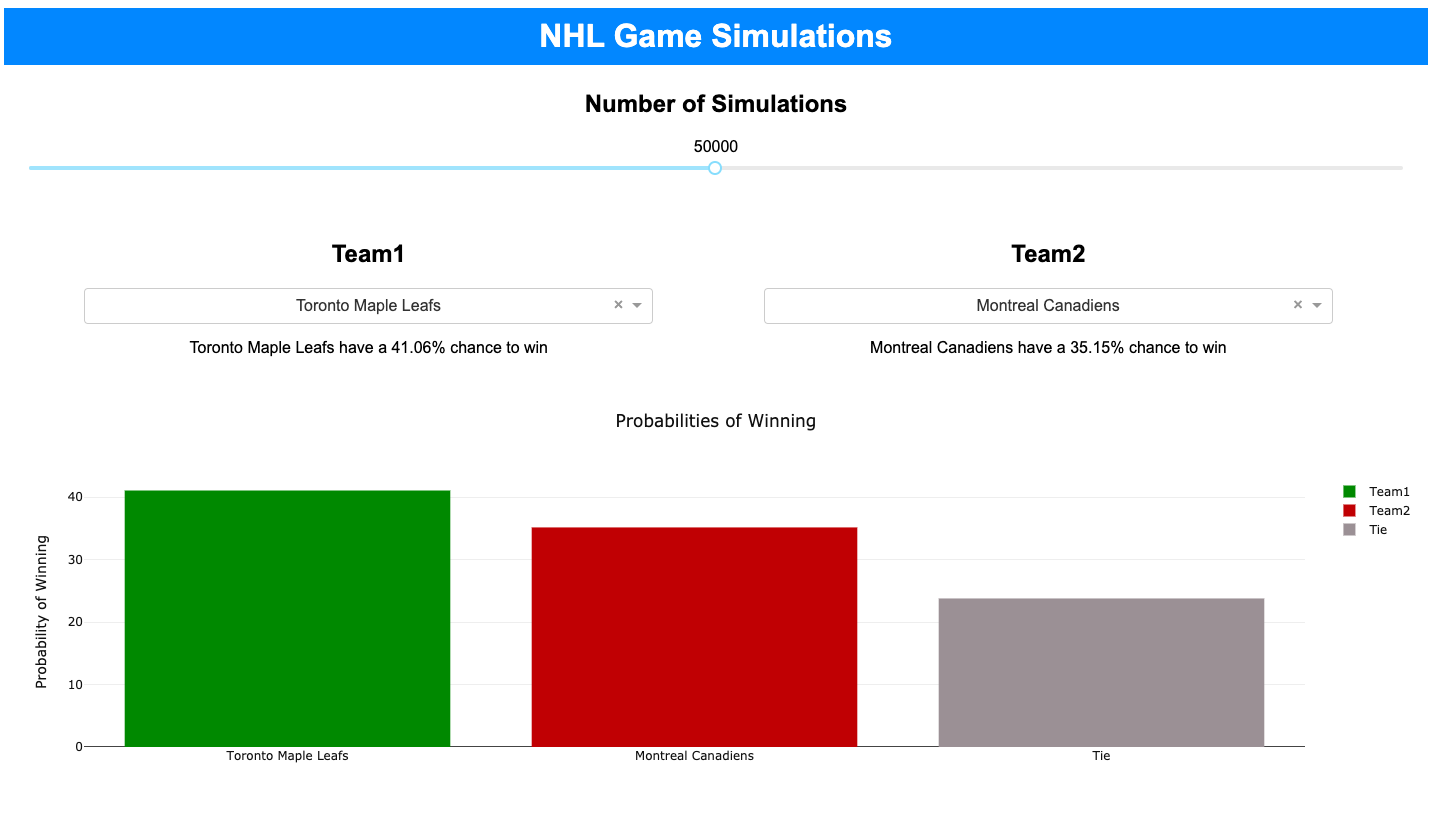 NHL Game Simulations
Number of Simulations
50000
Team1
Team2
Toronto Maple Leafs ×
Montreal Canadiens ×
Toronto Maple Leafs have a 41.06% chance to win
Montreal Canadiens have a 35.15% chance to win
Probabilities of Winning
Probability of Winning
40
30
20
10
0
Toronto Maple Leafs
Montreal Canadiens
Tie
Team1
Team2
Tie